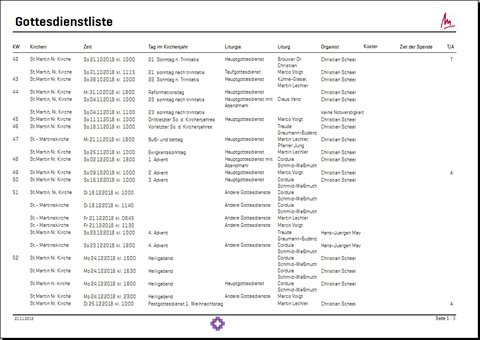 Gottesdienstliste
KW Kirchen Zeit Tag im Kirchenjahr Liturgie Liturg Organist Küster Ziel der Spende T/A
42 St.Martin Nr. Kirche So 21.10.2018 kl. 1000 21. Sonntag n. Trinitatis Hauptgottesdienst Brouwer Dr. Christian Scheel T
Christian
St.Martin, N, Kirche So 21.10.2018 kl. 1115 21. sonntag nach trinitatis Taufgottesdienst Marco Voigt Christian Scheel
43 St.Martin Nr. Kirche So 28.10.2018 kl. 1000 22. Sonntag n. Trinitatis Hauptgottesdienst Kühne-Glaser, Christian Scheel
Martin Lechler
44 St.Martin Nr. Kirche Mi 31.10.2018 kl. 1800 Reformationstag Hauptgottesdienst Christian Scheel
St.Martin Nr. Kirche So 04.11.2018 kl. 1000 23. sonntag nach trinitatis Hauptgottesdienst mit Claus Venz Christian Scheel
Abendmahl
St.Martin, N, Kirche So 04.11.2018 kl. 1100 23. sonntag nach trinitatis keine Notwendigkeit
45 St.Martin Nr. Kirche So 11.11.2018 kl. 1000 Drittletzter So. d. Kirchenjahres Hauptgottesdienst Marco Voigt Christian Scheel
46 St.Martin Nr. Kirche So 18.11.2018 kl. 1000 Vorletzter So. d. Kirchenjahres Hauptgottesdienst Traude Christian Scheel
Graumann-Budenz
47 St.- Martinskirche Mi 21.11.2018 kl. 1800 Buß- und bettag Hauptgottesdienst Martin Lechler, Christian Scheel
Pfarrer Jung
St.Martin Nr. Kirche So 25.11.2018 kl. 1000 Ewigkeitssonntag Hauptgottesdienst Martin Lechler Christian Scheel
48 St.Martin Nr. Kirche So 02.12.2018 kl. 1800 1. Advent Hauptgottesdienst mit Cordula Christian Scheel
Abendmahl Schmid-Waßmuth
49 St.Martin Nr. Kirche So 09.12.2018 kl. 1000 2. Advent Hauptgottesdienst Marco Voigt Christian Scheel A
50 St.Martin Nr. Kirche So 16.12.2018 kl. 1000 3. Advent Hauptgottesdienst Cordula Christian Scheel
Schmid-Waßmuth
51 St.Martin, N, Kirche Di 18.12.2018 kl. 1000 Andere Gottesdienste Cordula
Schmid-Waßmuth
St.- Martinskirche Di 18.12.2018 kl. 1140 Andere Gottesdienste Cordula
Schmid-Waßmuth
St.- Martinskirche Fr 21.12.2018 kl. 0845 Andere Gottesdienste Marco Voigt
St.- Martinskirche Fr 21.12.2018 kl. 1130 Andere Gottesdienste Marco Voigt
St.Martin Nr. Kirche So 23.12.2018 kl. 1000 4. Advent Traude Hans-Juergen May
Graumann-Budenz
St.- Martinskirche So 23.12.2018 kl. 1800 4. Advent Andere Gottesdienste Cordula Hans-Juergen May
Schmid-Waßmuth
52 St.Martin Nr. Kirche Mo 24.12.2018 kl. 1500 Heiligabend Cordula Christian Scheel
Schmid-Waßmuth
St.Martin Nr. Kirche Mo 24.12.2018 kl. 1630 Heiligabend Cordula Christian Scheel
Schmid-Waßmuth
St.Martin Nr. Kirche Mo 24.12.2018 kl. 1800 Heiligabend Hauptgottesdienst Cordula Christian Scheel
Schmid-Waßmuth
St.Martin Nr. Kirche Mo 24.12.2018 kl. 2300 Heiligabend Andere Gottesdienste Marco Voigt Christian Scheel
St.Martin Nr. Kirche Di 25.12.2018 kl. 1000 Festgottesdienst 1. Weihnachtstag Martin Lechler Christian Scheel A
21.11.2018 Seite 1 / 3